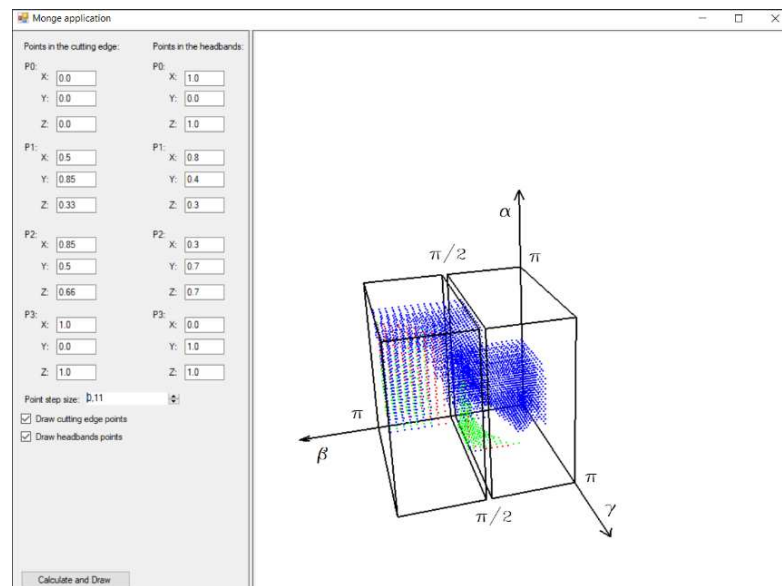 Monge application
Points in the cutting edge: Points in the headbands:
P0: P0:
X: 0.0 X: 1.0
Y: 0.0 Y: 0.0
Z: 0.0 Z: 1.0
P1: P1:
X: 0.5 X: 0.8
Y: 0.85 Y: 0.4
Z: 0.33 Z: 0.3
P2: P2:
X: 0.85 X: 0.3
Y: 0.5 Y: 0.7
Z: 0.66 Z: 0.7
P3: P3:
X: 1.0 X: 0.0
Y: 0.0 Y: 1.0
Z: 1.0 Z: 1.0
Point step size: 0,11
Draw cutting edge points
Draw headbands points
Calculate and Draw
α
π/2 π
π
β
π
π/2
γ